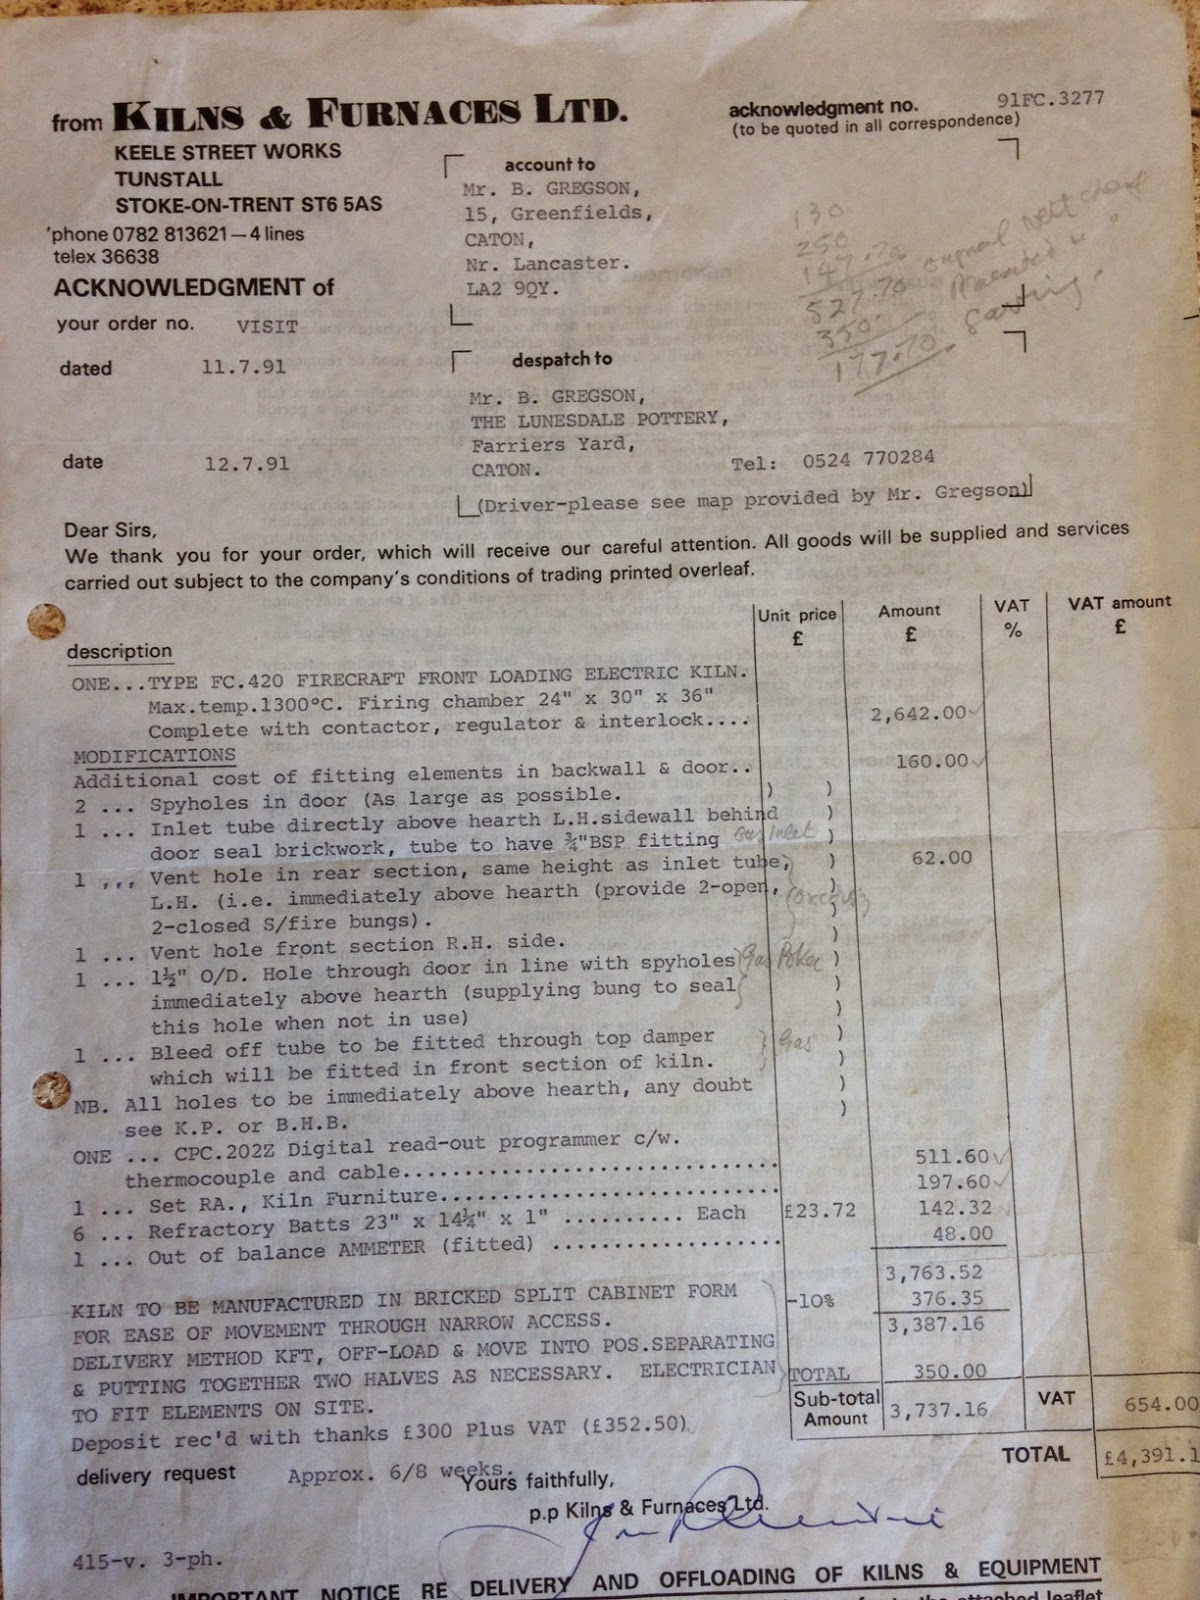 from KILNS & FURNACES LTD.
KEELE STREET WORKS
TUNSTALL
STOKE-ON-TRENT ST6 5AS
'phone 0782 813621 — 4 lines
telex 36638
ACKNOWLEDGMENT of
your order no. VISIT
dated 11.7.91
date 12.7.91
acknowledgment no. 91FC.3277
(to be quoted in all correspondence)
account to
Mr. B. GREGSON,
15, Greenfields,
CATON,
Nr. Lancaster.
LA2 9QY.
130
250
147.70
527.70 original nett
350. Amended " "
177.70 Saving.
despatch to
Mr. B. GREGSON,
THE LUNESDALE POTTERY,
Farriers Yard,
CATON. Tel: 0524 770284
(Driver-please see map provided by Mr. Gregson)
Dear Sirs,
We thank you for your order, which will receive our careful attention. All goods will be supplied and services
carried out subject to the company's conditions of trading printed overleaf.
description Unit price £ Amount £ VAT % VAT amount £
ONE...TYPE FC.420 FIRECRAFT FRONT LOADING ELECTRIC KILN.
Max.temp.1300°C. Firing chamber 24" x 30" x 36"
Complete with contactor, regulator & interlock.... 2,642.00
MODIFICATIONS
Additional cost of fitting elements in backwall & door.. 160.00
2 ... Spyholes in door (As large as possible. ) )
1 ... Inlet tube directly above hearth L.H.sidewall behind )
door seal brickwork, tube to have ¾"BSP fitting Gas Inlet )
1 ,,, Vent hole in rear section, same height as inlet tube, ) 62.00
L.H. (i.e. immediately above hearth (provide 2-open, )
2-closed S/fire bungs). )
1 ... Vent hole front section R.H. side. )
1 ... 1½" O/D. Hole through door in line with spyholes Gas Poker )
immediately above hearth (supplying bung to seal )
this hole when not in use) )
1 ... Bleed off tube to be fitted through top damper Gas )
which will be fitted in front section of kiln. )
NB. All holes to be immediately above hearth, any doubt )
see K.P. or B.H.B. )
ONE ... CPC.202Z Digital read-out programmer c/w.
thermocouple and cable.............................. 511.60
1 ... Set RA., Kiln Furniture........................... 197.60
6 ... Refractory Batts 23" x 14¼" x 1" .......... Each £23.72 142.32
1 ... Out of balance AMMETER (fitted) .................. 48.00
3,763.52
KILN TO BE MANUFACTURED IN BRICKED SPLIT CABINET FORM -10% 376.35
FOR EASE OF MOVEMENT THROUGH NARROW ACCESS. 3,387.16
DELIVERY METHOD KFT, OFF-LOAD & MOVE INTO POS.SEPARATING
& PUTTING TOGETHER TWO HALVES AS NECESSARY. ELECTRICIAN TOTAL 350.00
TO FIT ELEMENTS ON SITE. Sub-total Amount 3,737.16 VAT 654.00
Deposit rec'd with thanks £300 Plus VAT (£352.50)
TOTAL £4,391.1
delivery request Approx. 6/8 weeks.
Yours faithfully,
p.p Kilns & Furnaces Ltd.
415-v. 3-ph.
IMPORTANT NOTICE RE DELIVERY AND OFFLOADING OF KILNS & EQUIPMENT
the attached leaflet